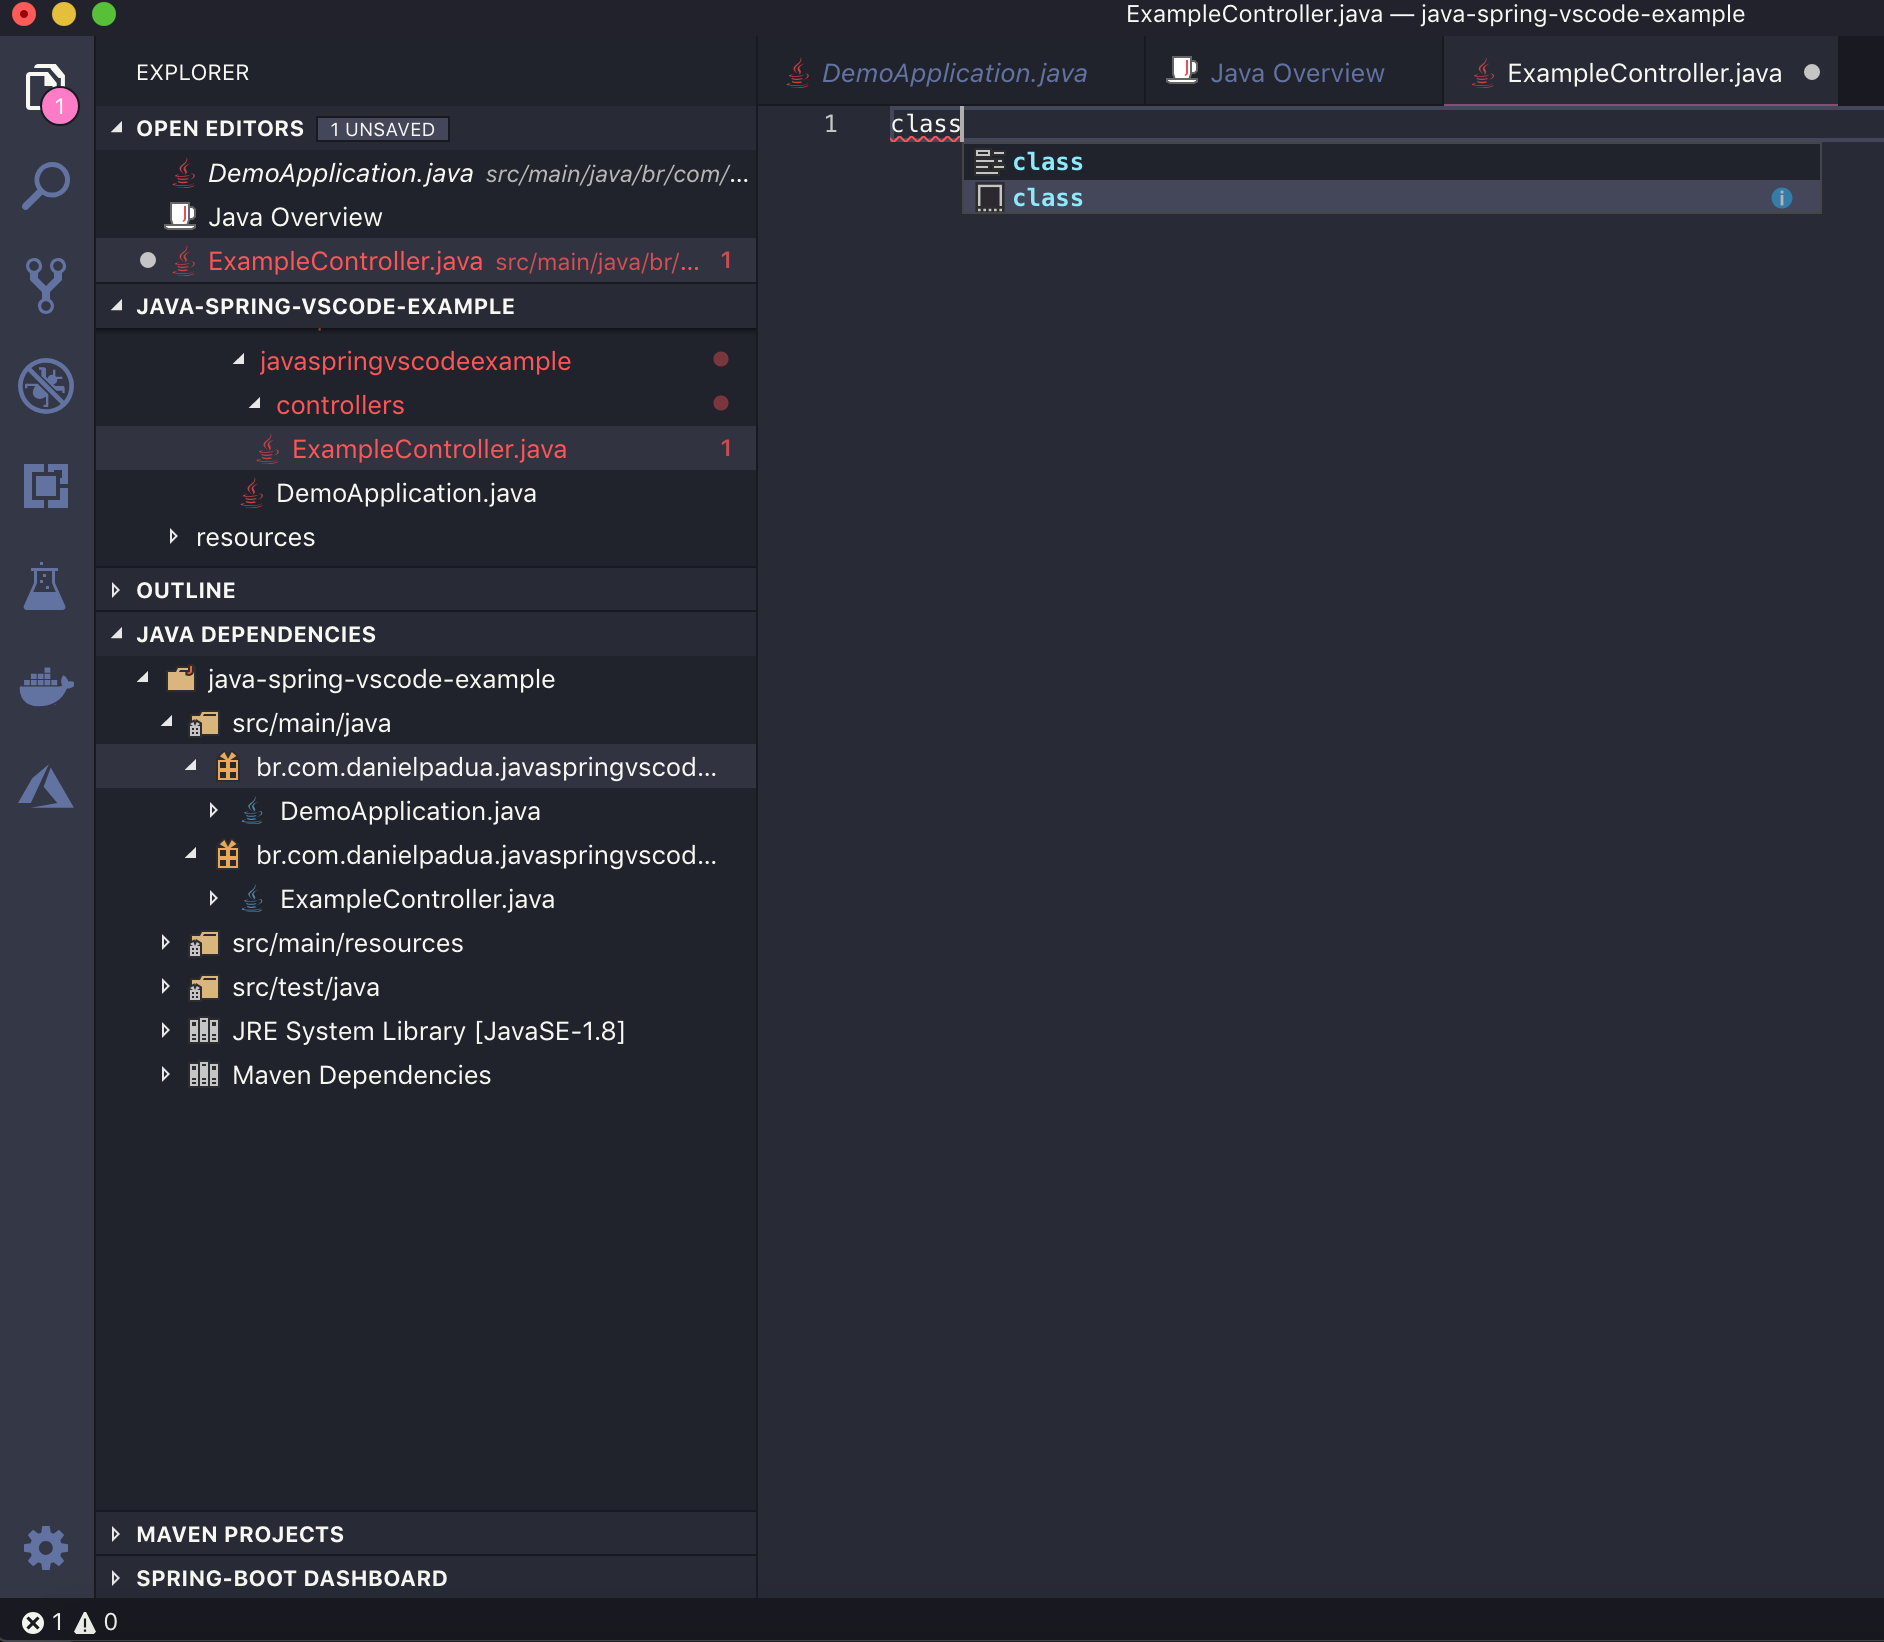 ExampleController.java — java-spring-vscode-example
1
EXPLORER
OPEN EDITORS 1 UNSAVED
DemoApplication.java src/main/java/br/com/...
Java Overview
ExampleController.java src/main/java/br/... 1
JAVA-SPRING-VSCODE-EXAMPLE
javaspringvscodeexample
controllers
ExampleController.java 1
DemoApplication.java
resources
OUTLINE
JAVA DEPENDENCIES
java-spring-vscode-example
src/main/java
br.com.danielpadua.javaspringvscod...
DemoApplication.java
br.com.danielpadua.javaspringvscod...
ExampleController.java
src/main/resources
src/test/java
JRE System Library [JavaSE-1.8]
Maven Dependencies
MAVEN PROJECTS
SPRING-BOOT DASHBOARD
DemoApplication.java Java Overview ExampleController.java
1 class
class
class
1 0